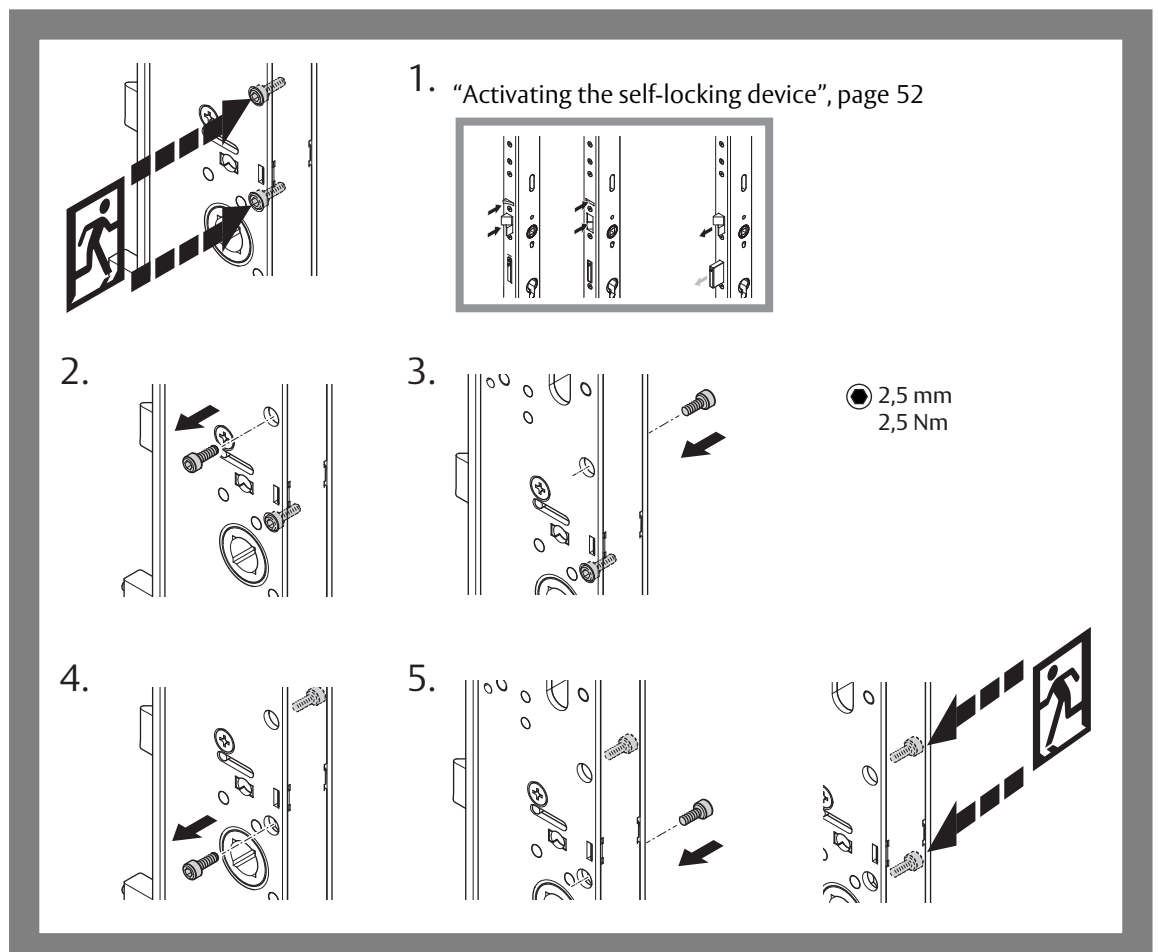 1. "Activating the self-locking device", page 52
2.
3.
2,5 mm
2,5 Nm
4.
5.